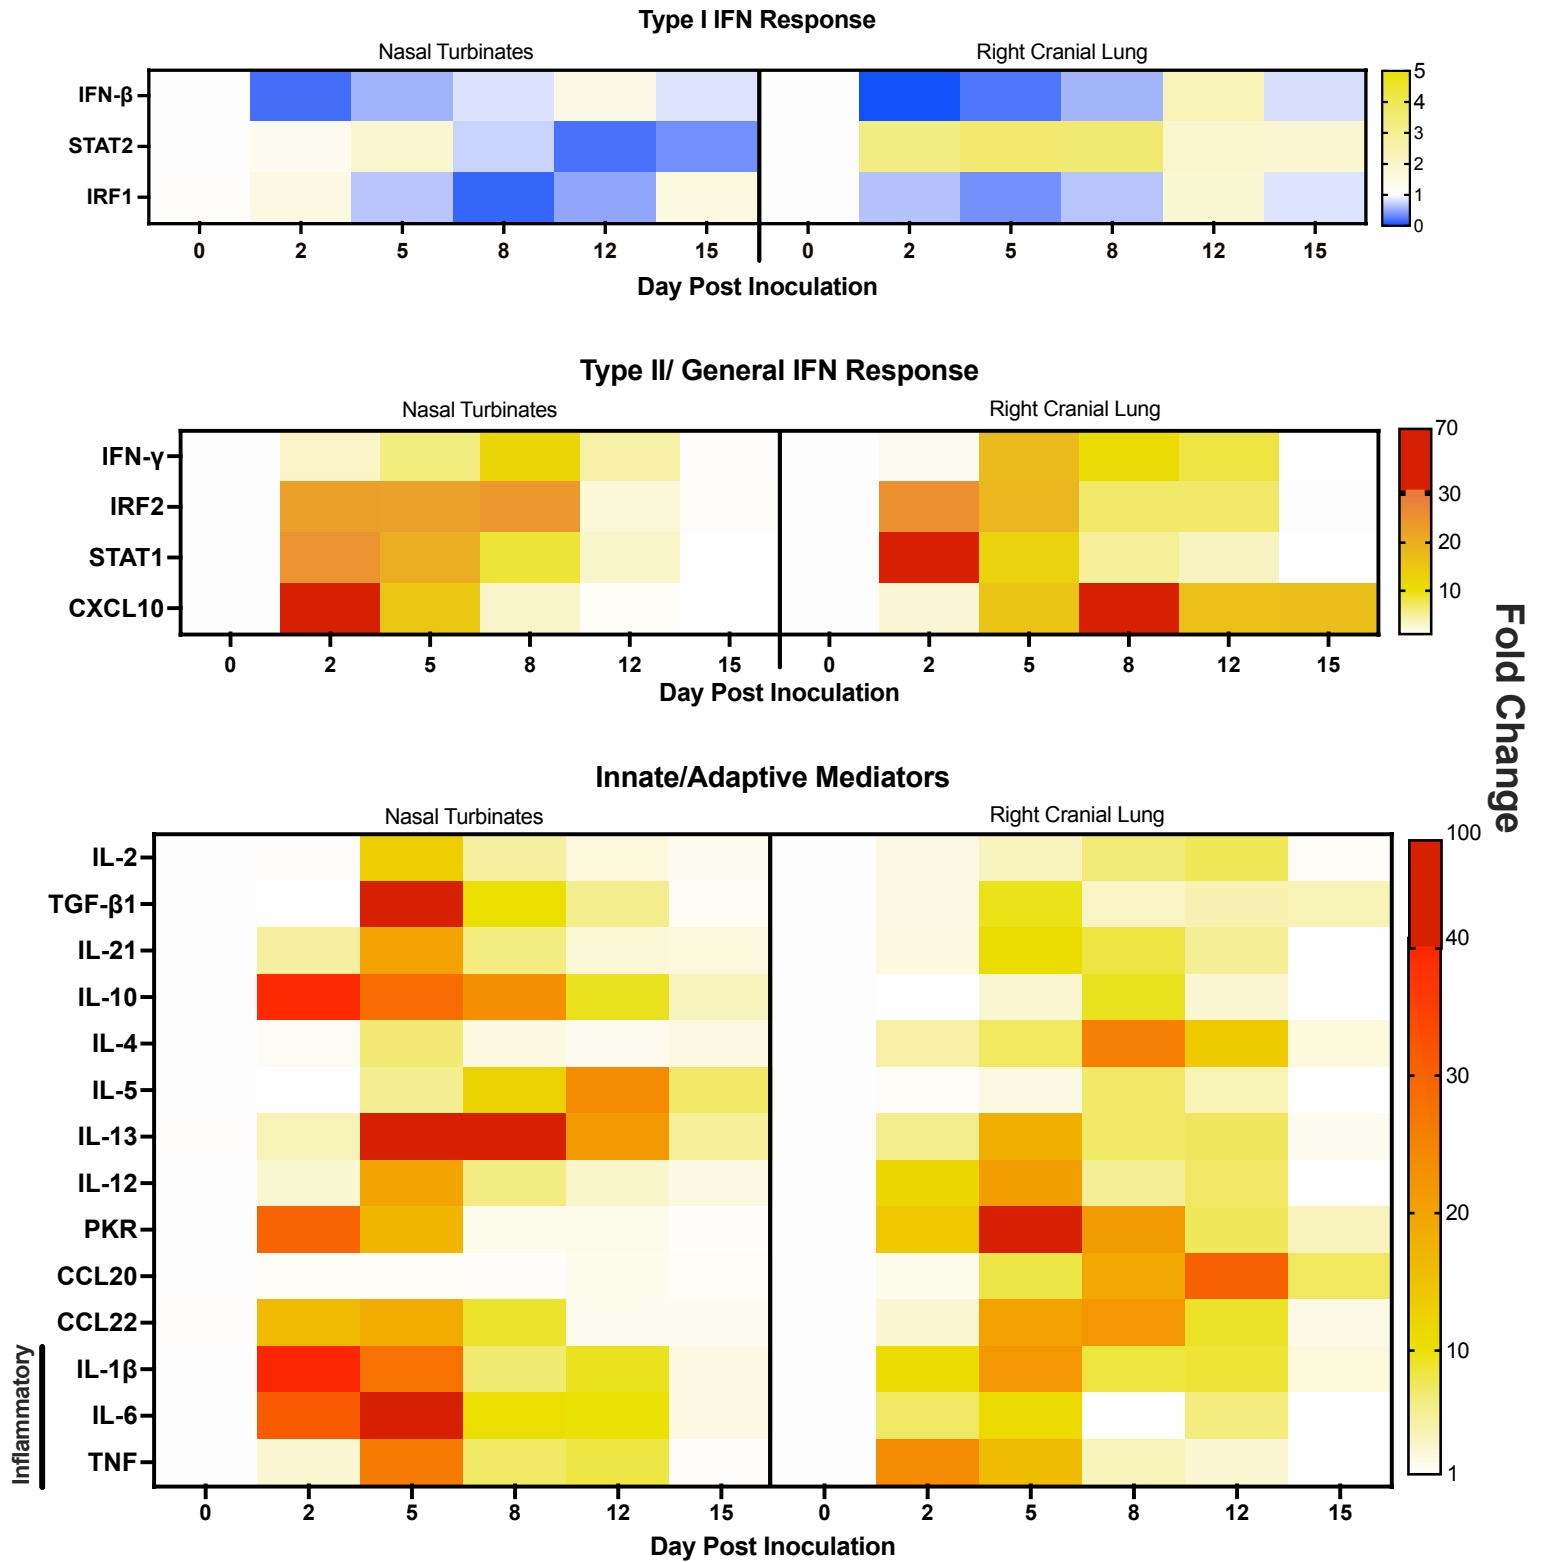 Type I IFN Response
Nasal Turbinates Right Cranial Lung
IFN-β
STAT2
IRF1
5
4
3
2
1
0
0 2 5 8 12 15 0 2 5 8 12 15
Day Post Inoculation
Type II/ General IFN Response
Nasal Turbinates Right Cranial Lung
IFN-γ
IRF2
STAT1
CXCL10
70
30
20
10
0 2 5 8 12 15 0 2 5 8 12 15
Day Post Inoculation
Fold Change
Innate/Adaptive Mediators
Nasal Turbinates Right Cranial Lung
IL-2
TGF-β1
IL-21
IL-10
IL-4
IL-5
IL-13
IL-12
PKR
CCL20
CCL22
IL-1β
IL-6
TNF
Inflammatory
100
40
30
20
10
1
0 2 5 8 12 15 0 2 5 8 12 15
Day Post Inoculation